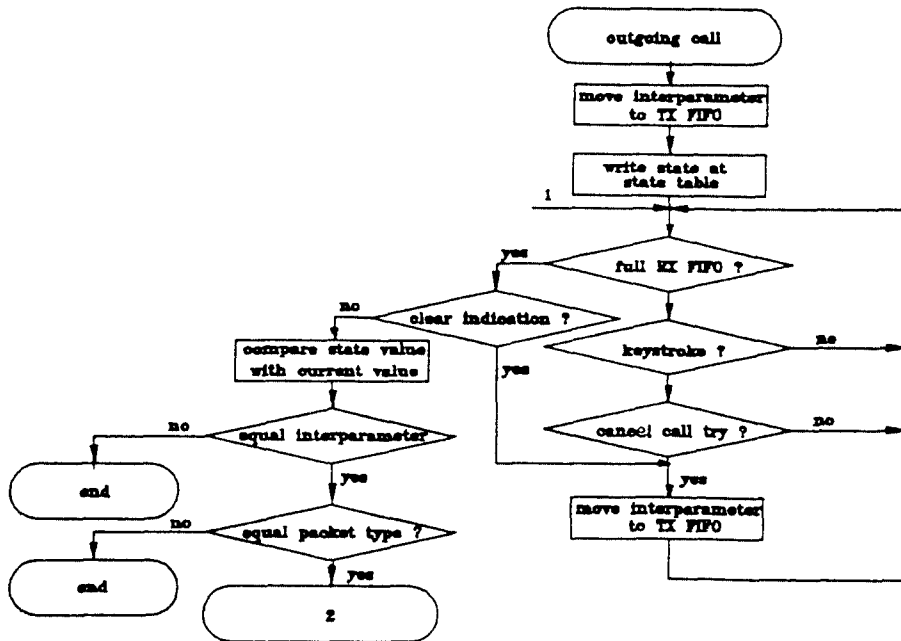 outgoing call
move interparameter
to TX FIFO
write state at
state table
1
yes
full RX FIFO ?
no
clear indication ?
keystroke ?
no
compare state value
with current value
yes
no
equal interparameter
cancel call try ?
no
end
yes
yes
move interparameter
to TX FIFO
no
equal packet type ?
end
yes
2